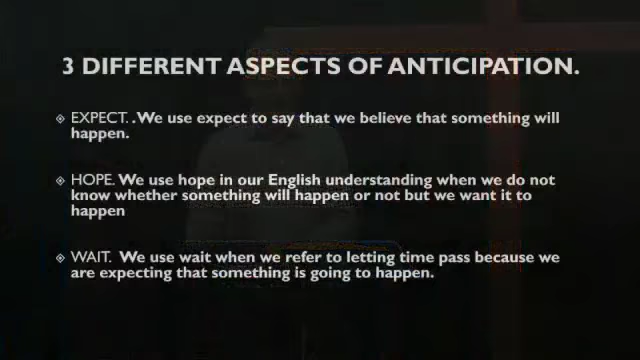 3 DIFFERENT ASPECTS OF ANTICIPATION.
EXPECT. .We use expect to say that we believe that something will
happen.
HOPE. We use hope in our English understanding when we do not
know whether something will happen or not but we want it to
happen
WAIT. We use wait when we refer to letting time pass because we
are expecting that something is going to happen.